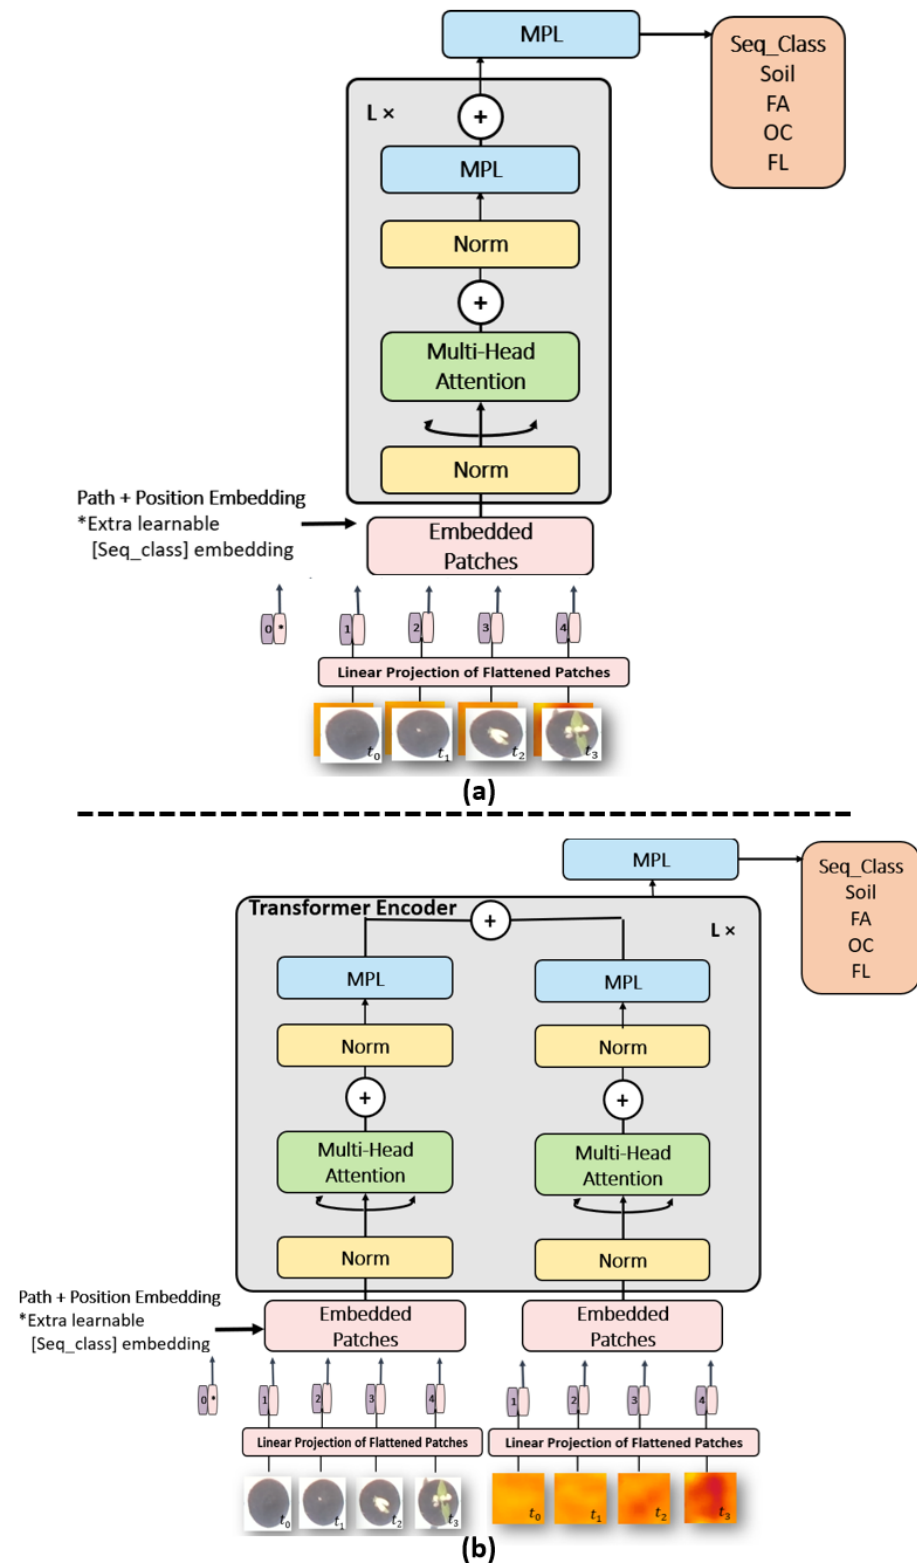 MPL
Seq_Class
Soil
FA
OC
FL
L ×
+
MPL
Norm
+
Multi-Head
Attention
Norm
Path + Position Embedding
*Extra learnable
[Seq_class] embedding
Embedded
Patches
0 * 1 2 3 4
Linear Projection of Flattened Patches
t0 t1 t2 t3
(a)
MPL
Seq_Class
Soil
FA
OC
FL
Transformer Encoder
+
L ×
MPL MPL
Norm Norm
+ +
Multi-Head Multi-Head
Attention Attention
Norm Norm
Path + Position Embedding
*Extra learnable
[Seq_class] embedding
Embedded Embedded
Patches Patches
0 * 1 2 3 4 1 2 3 4
Linear Projection of Flattened Patches Linear Projection of Flattened Patches
t0 t1 t2 t3 t0 t1 t2 t3
(b)